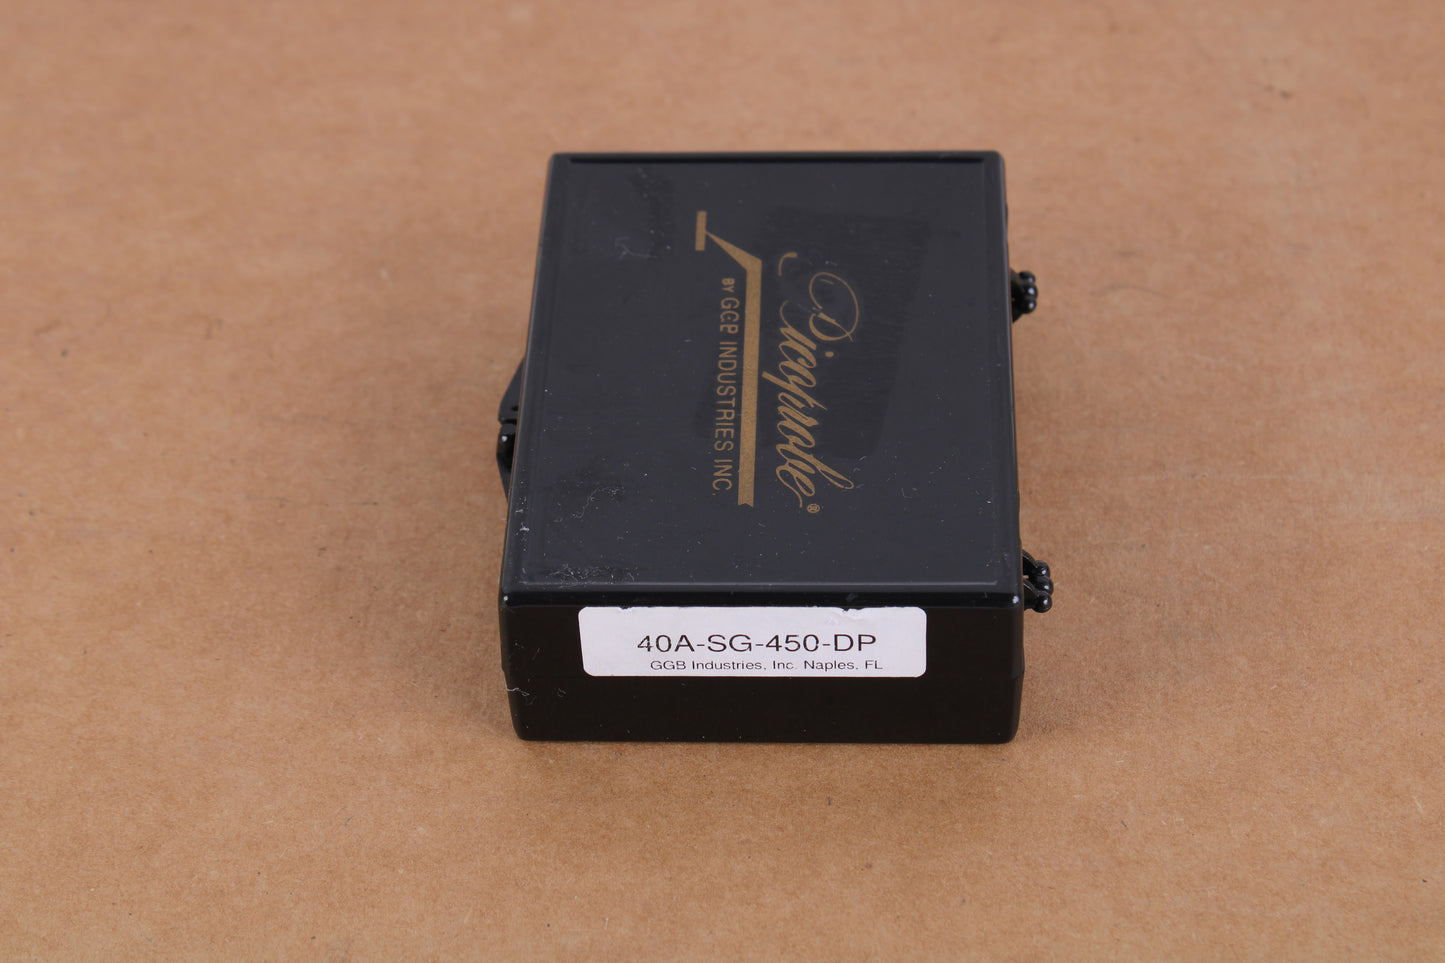 Picoprobe®
BY GGB INDUSTRIES INC.
40A-SG-450-DP
GGB Industries, Inc. Naples, FL